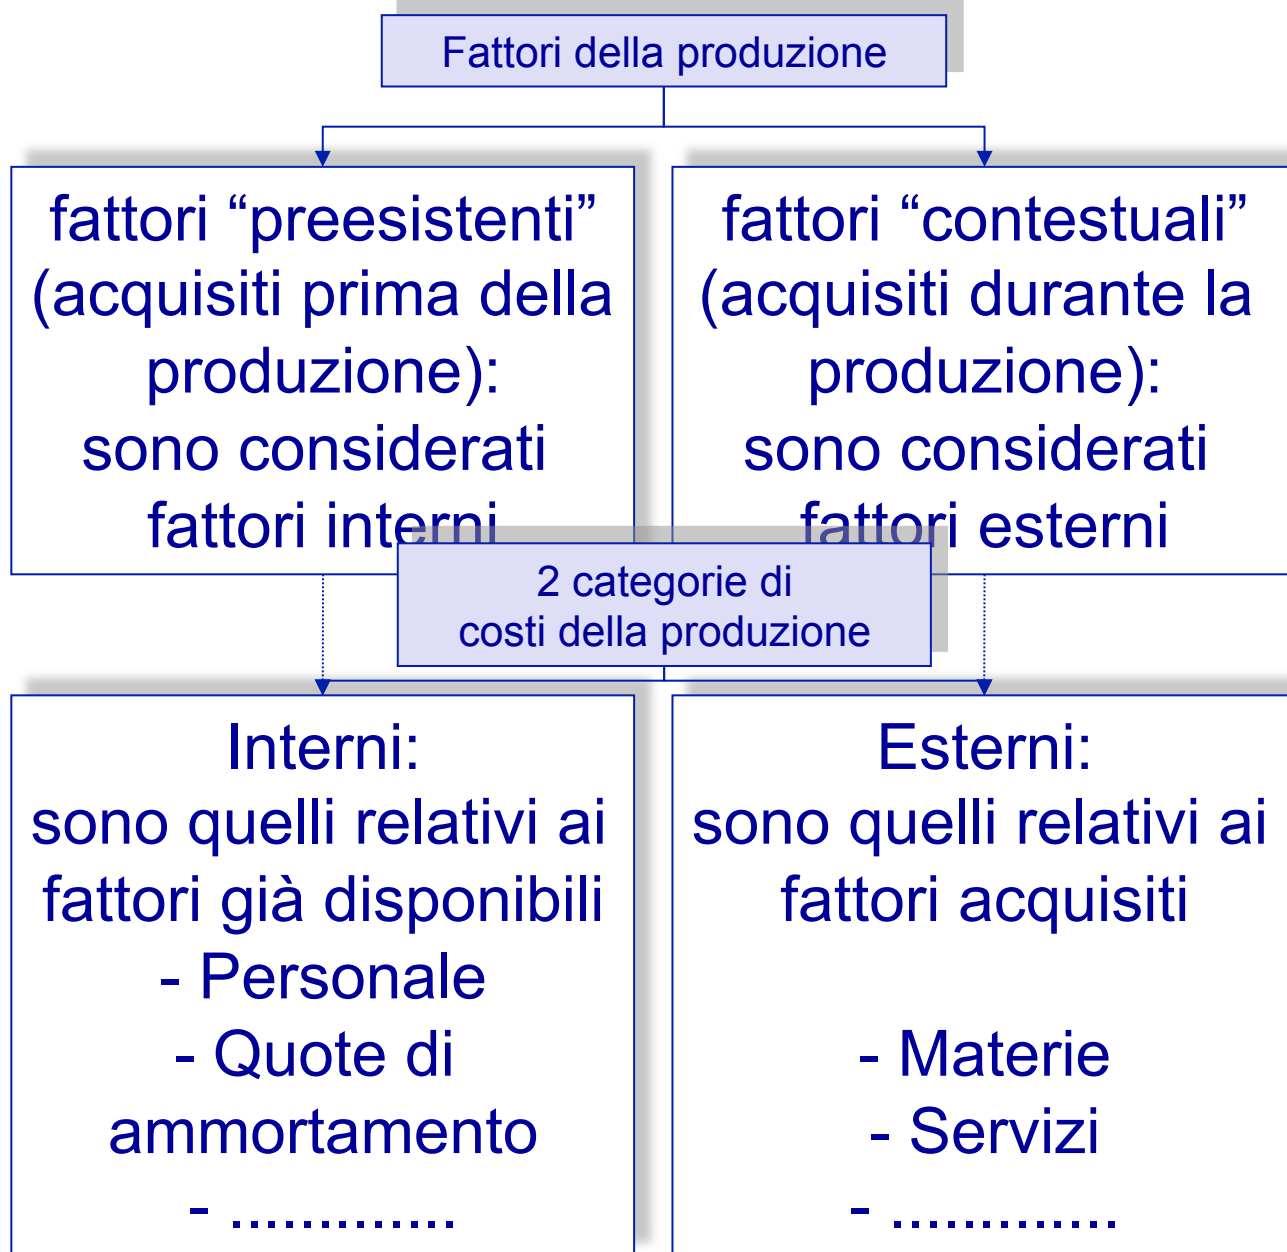 Fattori della produzione
fattori “preesistenti”
(acquisiti prima della
produzione):
sono considerati
fattori interni
fattori “contestuali”
(acquisiti durante la
produzione):
sono considerati
fattori esterni
2 categorie di
costi della produzione
Interni:
sono quelli relativi ai
fattori già disponibili
- Personale
- Quote di
ammortamento
- .............
Esterni:
sono quelli relativi ai
fattori acquisiti
- Materie
- Servizi
- .............